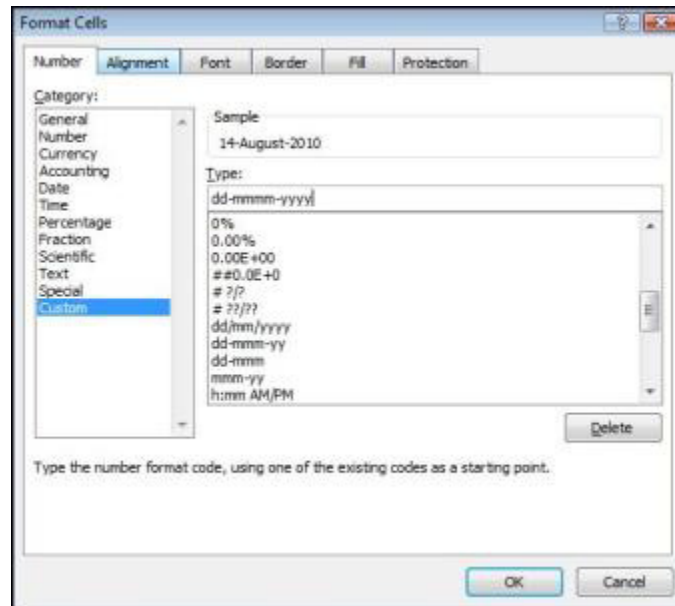 Format Cells
Number Alignment Font Border Fill Protection
Category:
General
Number
Currency
Accounting
Date
Time
Percentage
Fraction
Scientific
Text
Special
Custom
Sample
14-August-2010
Type:
dd-mmmm-yyyy
0%
0.00%
0.00E+00
##0.0E+0
# ?/?
# ??/??
dd/mm/yyyy
dd-mmm-yy
dd-mmm
mmm-yy
h:mm AM/PM
Delete
Type the number format code, using one of the existing codes as a starting point.
OK Cancel